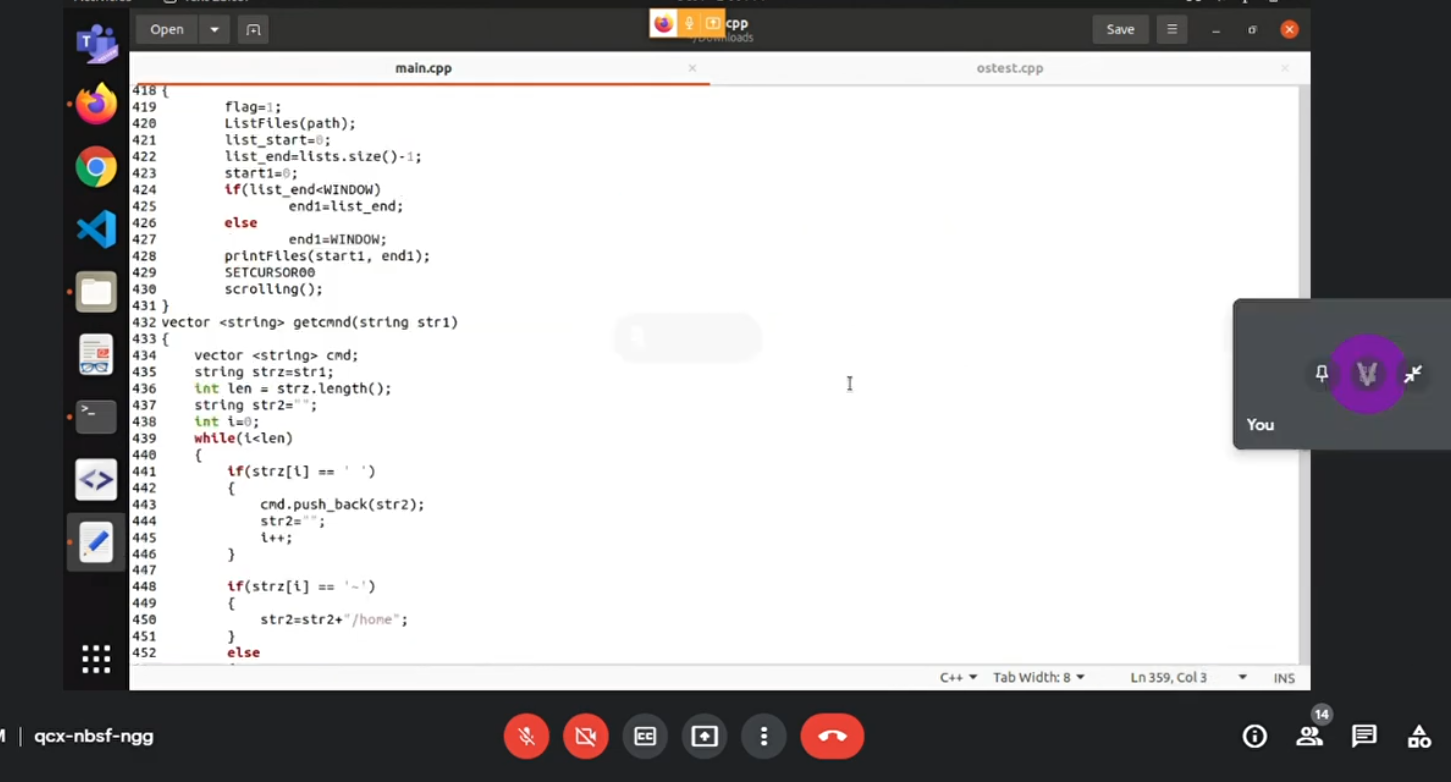 Open
cpp
Save
main.cpp
ostest.cpp
418 {
419 flag=1;
420 ListFiles(path);
421 list_start=0;
422 list_end=lists.size()-1;
423 start1=0;
424 if(list_end<WINDOW)
425 end1=list_end;
426 else
427 end1=WINDOW;
428 printFiles(start1, end1);
429 SETCURSOR00
430 scrolling();
431 }
432 vector <string> getcmnd(string str1)
433 {
434 vector <string> cmd;
435 string strz=str1;
436 int len = strz.length();
437 string str2="";
438 int i=0;
439 while(i<len)
440 {
441 if(strz[i] == ' ')
442 {
443 cmd.push_back(str2);
444 str2="";
445 i++;
446 }
447
448 if(strz[i] == '~')
449 {
450 str2=str2+"/home";
451 }
452 else
C++ Tab Width: 8 Ln 359, Col 3 INS
V
You
qcx-nbsf-ngg
CC
14